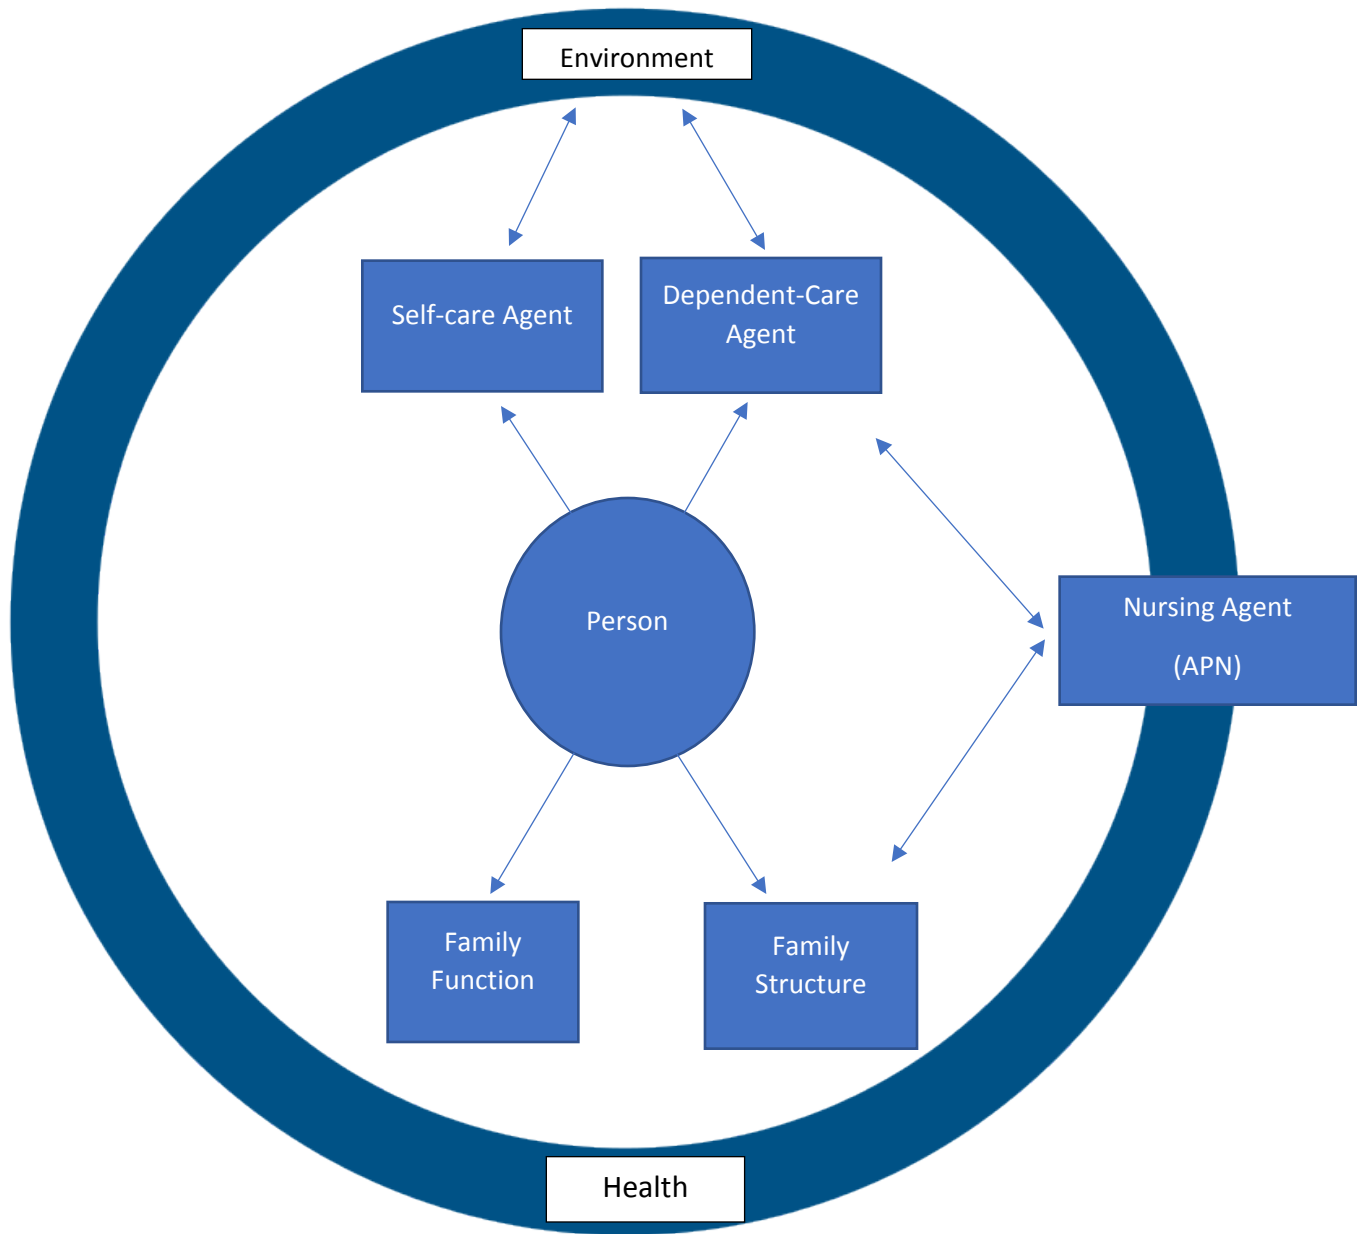 Environment
Self-care Agent
Dependent-Care
Agent
Person
Nursing Agent
(APN)
Family
Function
Family
Structure
Health